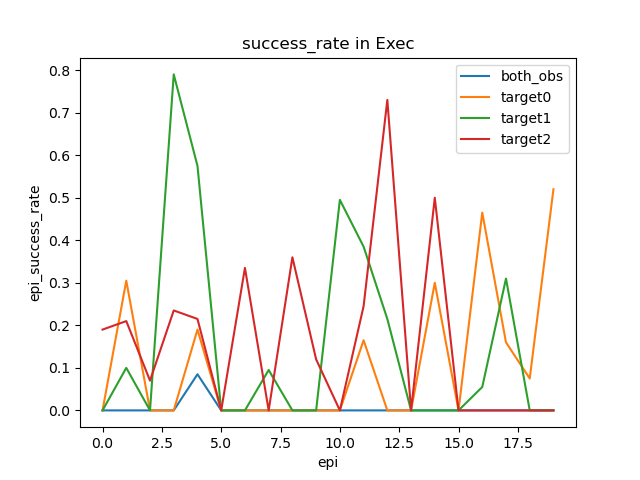 success_rate in Exec
both_obs
target0
target1
target2
epi_success_rate
0.8
0.7
0.6
0.5
0.4
0.3
0.2
0.1
0.0
0.0 2.5 5.0 7.5 10.0 12.5 15.0 17.5
epi